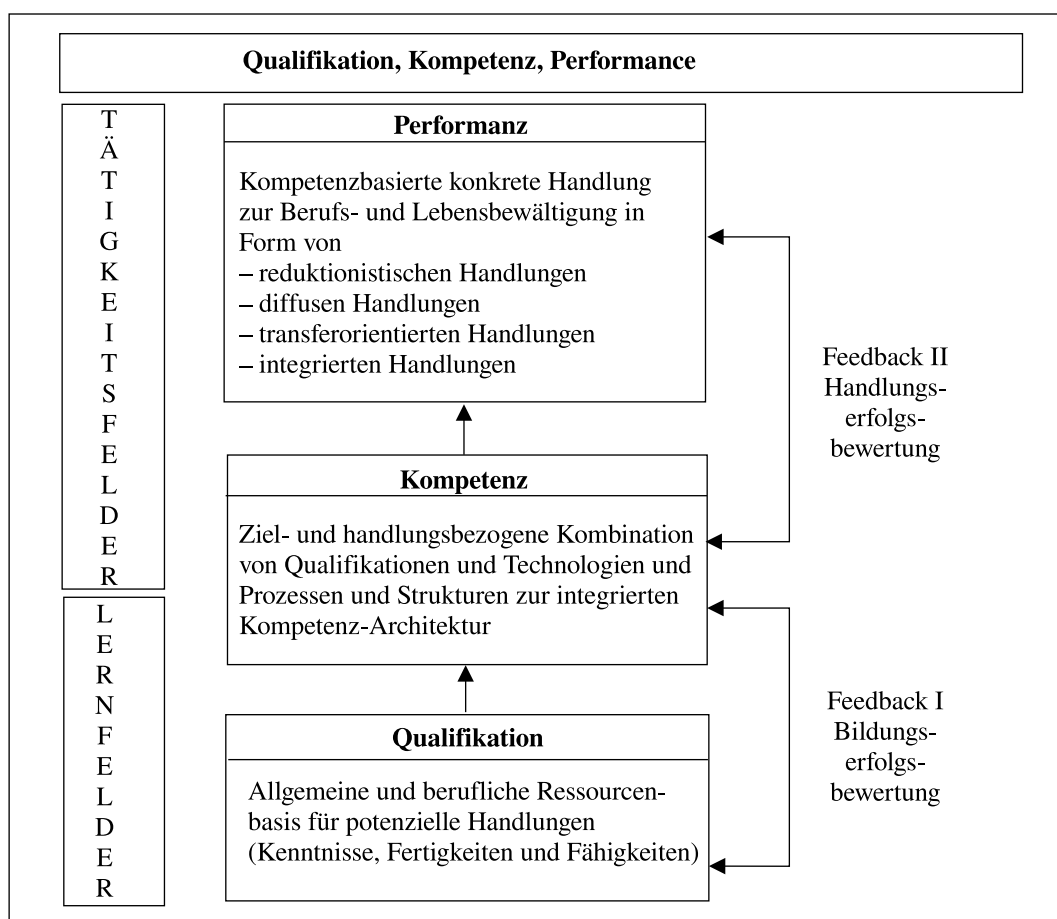 Qualifikation, Kompetenz, Performance
TÄTIGKEITSFELDER
Performanz
Kompetenzbasierte konkrete Handlung
zur Berufs- und Lebensbewältigung in
Form von
– reduktionistischen Handlungen
– diffusen Handlungen
– transferorientierten Handlungen
– integrierten Handlungen
Feedback II
Handlungs-
erfolgs-
bewertung
Kompetenz
Ziel- und handlungsbezogene Kombination
von Qualifikationen und Technologien und
Prozessen und Strukturen zur integrierten
Kompetenz-Architektur
LERNFELDER
Feedback I
Bildungs-
erfolgs-
bewertung
Qualifikation
Allgemeine und berufliche Ressourcen-
basis für potenzielle Handlungen
(Kenntnisse, Fertigkeiten und Fähigkeiten)